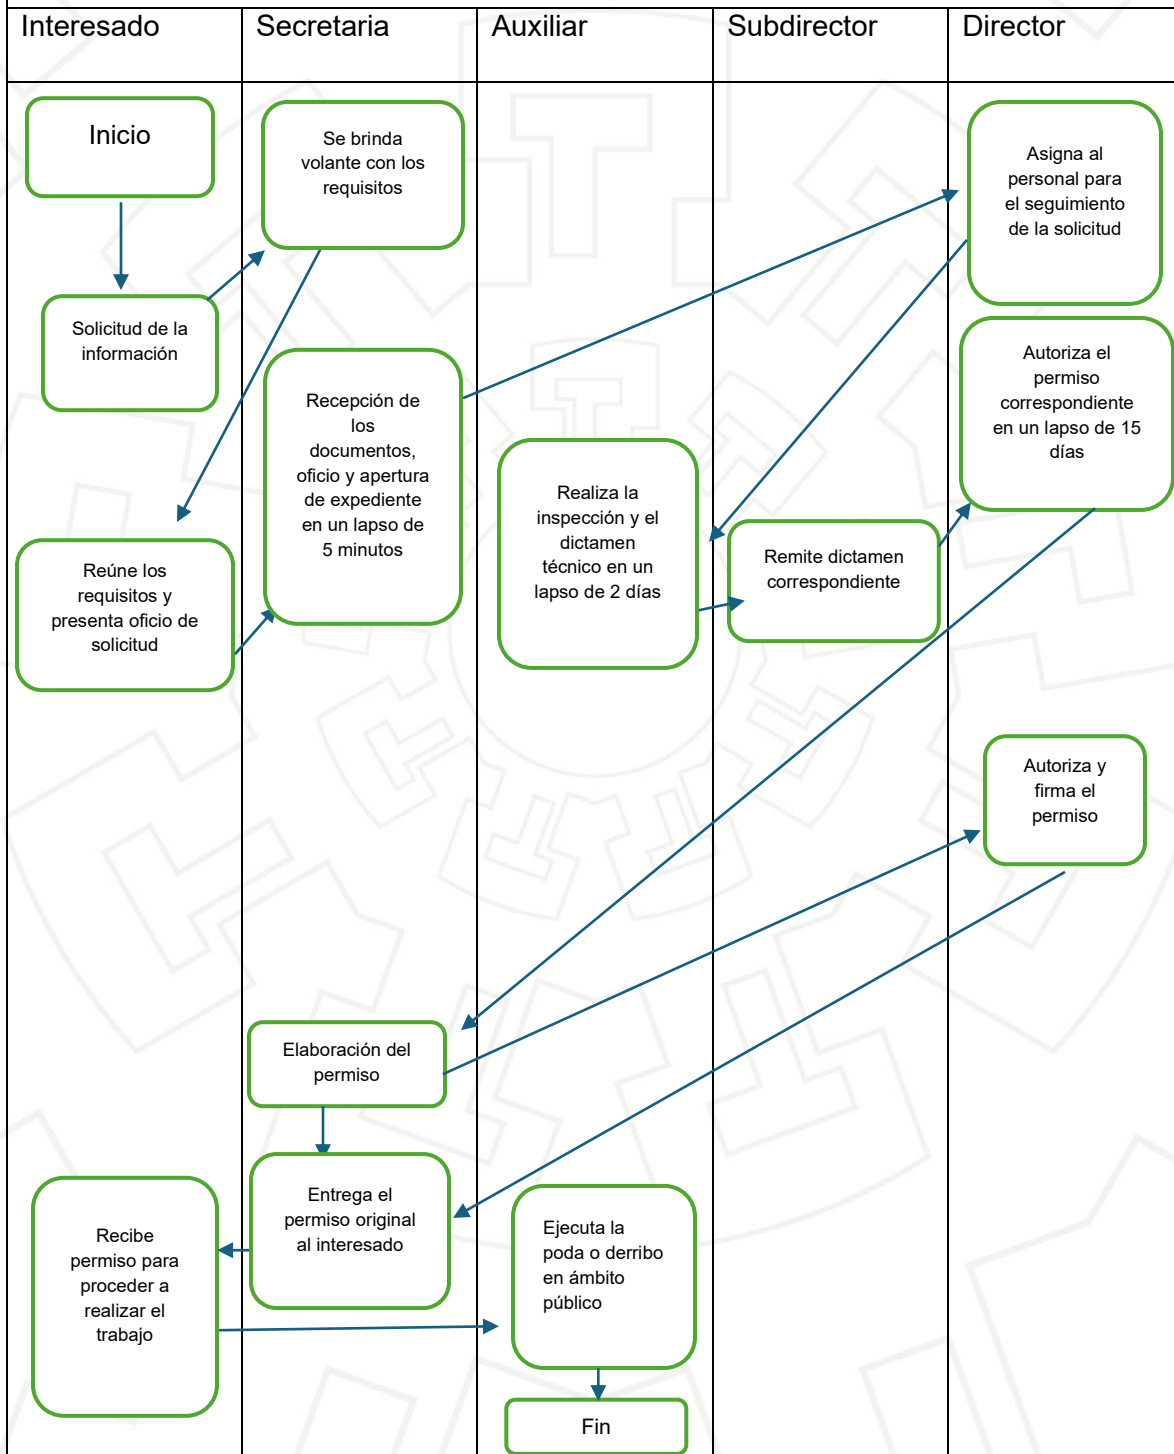 Interesado
Secretaria
Auxiliar
Subdirector
Director
Inicio
Se brinda
volante con los
requisitos
Asigna al
personal para
el seguimiento
de la solicitud
Solicitud de la
información
Recepción de
los
documentos,
oficio y apertura
de expediente
en un lapso de
5 minutos
Autoriza el
permiso
correspondiente
en un lapso de 15
días
Realiza la
inspección y el
dictamen
técnico en un
lapso de 2 días
Remite dictamen
correspondiente
Reúne los
requisitos y
presenta oficio de
solicitud
Autoriza y
firma el
permiso
Elaboración del
permiso
Entrega el
permiso original
al interesado
Recibe
permiso para
proceder a
realizar el
trabajo
Ejecuta la
poda o derribo
en ámbito
público
Fin